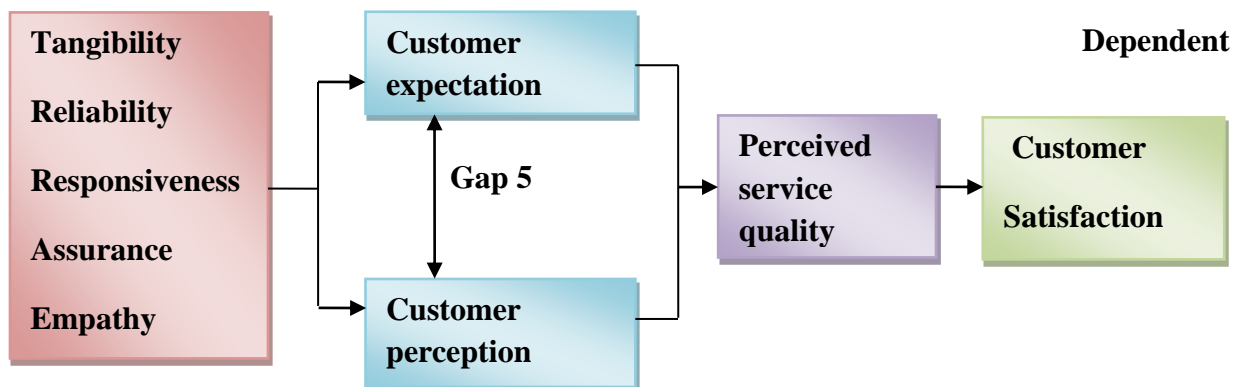 Tangibility
Reliability
Responsiveness
Assurance
Empathy
Customer
expectation
Gap 5
Customer
perception
Perceived
service
quality
Dependent
Customer
Satisfaction